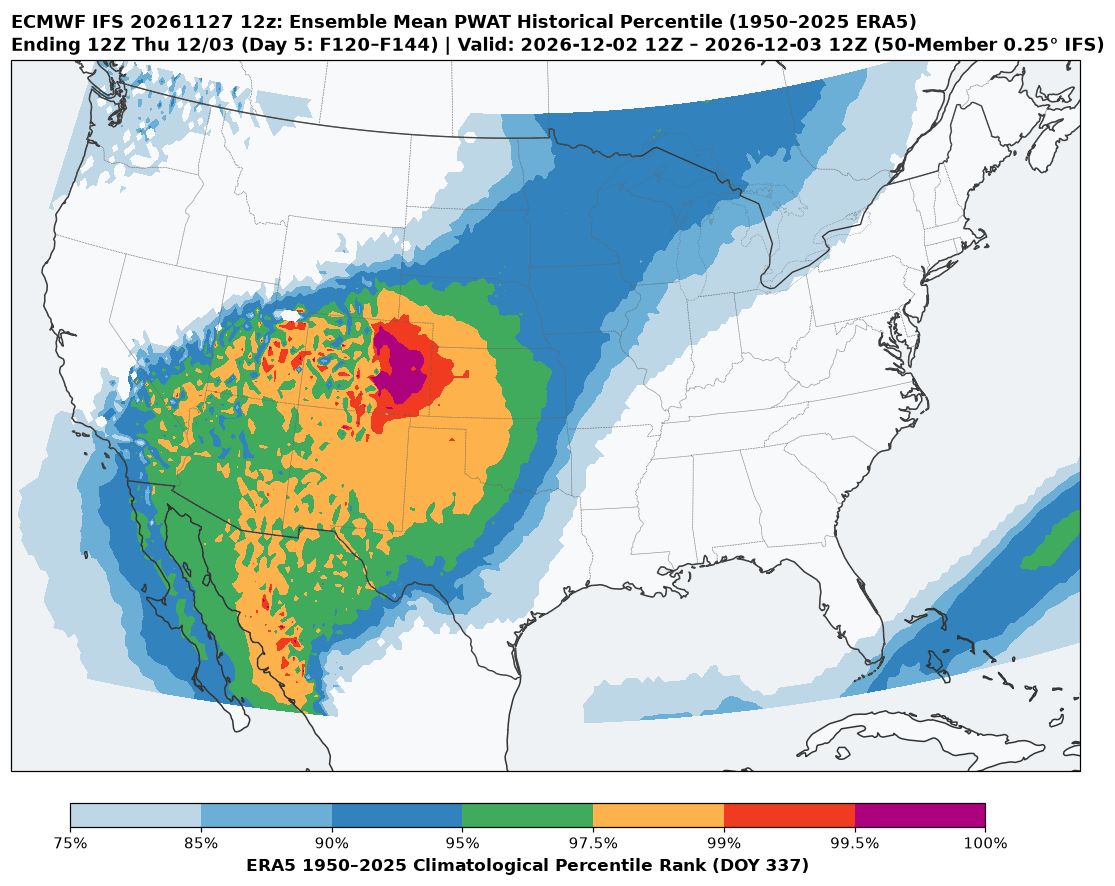 ECMWF IFS 20261127 12z: Ensemble Mean PWAT Historical Percentile (1950–2025 ERA5)
Ending 12Z Thu 12/03 (Day 5: F120–F144) | Valid: 2026-12-02 12Z – 2026-12-03 12Z (50-Member 0.25° IFS)
75% 85% 90% 95% 97.5% 99% 99.5% 100%
ERA5 1950–2025 Climatological Percentile Rank (DOY 337)